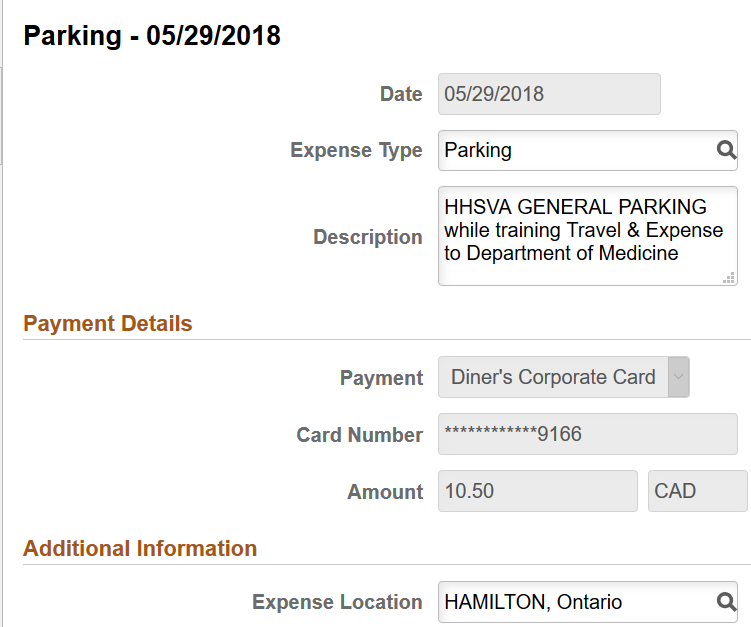 Parking - 05/29/2018
Date 05/29/2018
Expense Type Parking
Description HHSVA GENERAL PARKING
while training Travel & Expense
to Department of Medicine
Payment Details
Payment Diner's Corporate Card
Card Number ************9166
Amount 10.50 CAD
Additional Information
Expense Location HAMILTON, Ontario